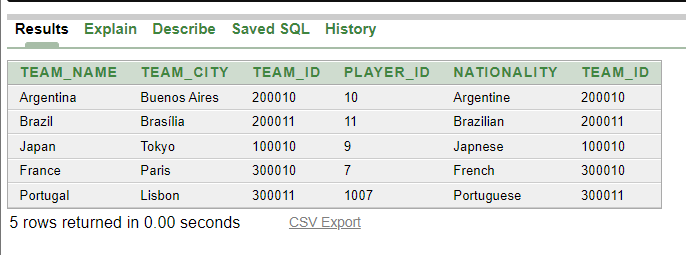 Results Explain Describe Saved SQL History
TEAM_NAME TEAM_CITY TEAM_ID PLAYER_ID NATIONALITY TEAM_ID
Argentina Buenos Aires 200010 10 Argentine 200010
Brazil Brasília 200011 11 Brazilian 200011
Japan Tokyo 100010 9 Japnese 100010
France Paris 300010 7 French 300010
Portugal Lisbon 300011 1007 Portuguese 300011
5 rows returned in 0.00 seconds CSV Export